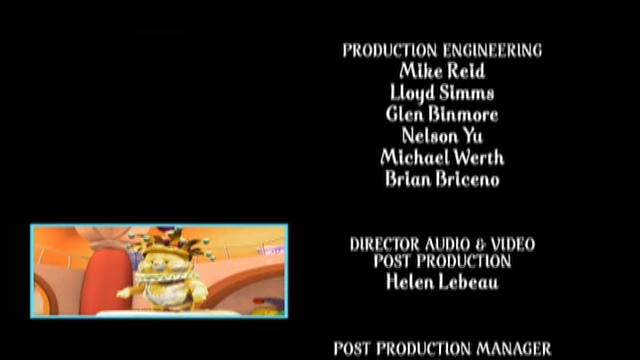 PRODUCTION ENGINEERING
Mike Reid
Lloyd Simms
Glen Binmore
Nelson Yu
Michael Werth
Brian Briceno
DIRECTOR AUDIO & VIDEO
POST PRODUCTION
Helen Lebeau
POST PRODUCTION MANAGER